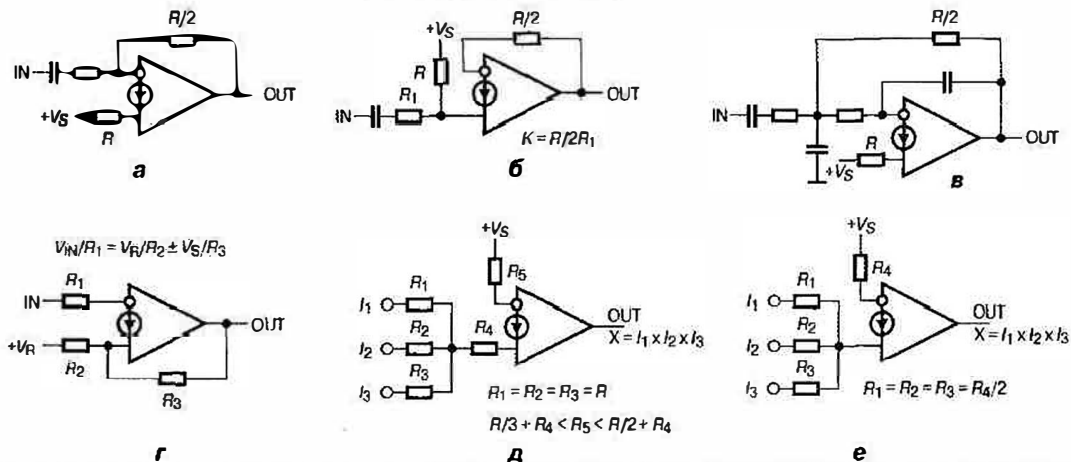 R/2
IN
OUT
+VS
R
а
+VS
R/2
R
R1
IN
OUT
K = R/2R1
б
R/2
IN
OUT
R
+VS
в
VIN/R1 = VR/R2 ± VS/R3
R1
IN
OUT
+VR
R2
R3
г
+VS
R5
R1
I1
R2
R4
OUT
I2
X = I1 x I2 x I3
R3
I3
R1 = R2 = R3 = R
R/3 + R4 < R5 < R/2 + R4
д
+VS
R4
R1
I1
R2
OUT
I2
X = I1 x I2 x I3
R3
I3
R1 = R2 = R3 = R4/2
е